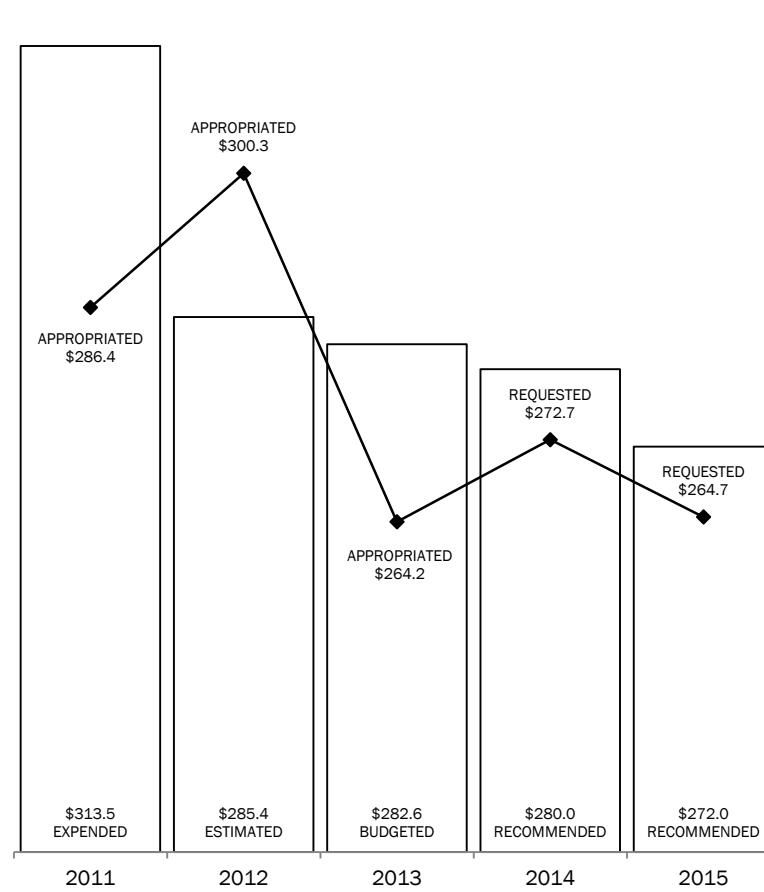 APPROPRIATED
$300.3
APPROPRIATED
$286.4
REQUESTED
$272.7
REQUESTED
$264.7
APPROPRIATED
$264.2
$313.5
EXPENDED
$285.4
ESTIMATED
$282.6
BUDGETED
$280.0
RECOMMENDED
$272.0
RECOMMENDED
2011
2012
2013
2014
2015